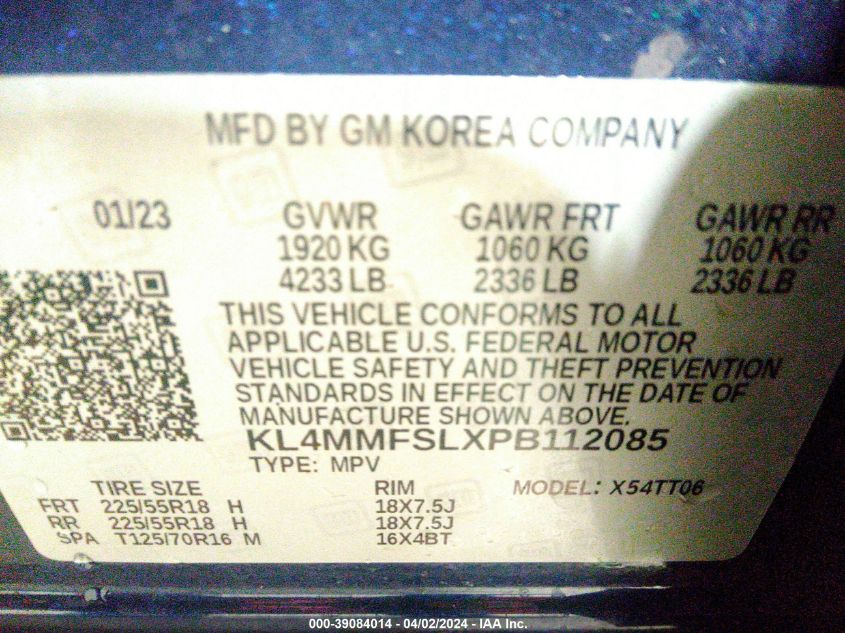 MFD BY GM KOREA COMPANY
01/23 GVWR GAWR FRT GAWR RR
1920 KG 1060 KG 1060 KG
4233 LB 2336 LB 2336 LB
THIS VEHICLE CONFORMS TO ALL
APPLICABLE U.S. FEDERAL MOTOR
VEHICLE SAFETY AND THEFT PREVENTION
STANDARDS IN EFFECT ON THE DATE OF
MANUFACTURE SHOWN ABOVE.
KL4MMFSLXPB112085
TYPE: MPV
TIRE SIZE RIM MODEL: X54TT06
FRT 225/55R18 H 18X7.5J
RR 225/55R18 H 18X7.5J
SPA T125/70R16 M 16X4BT
000-39084014 - 04/02/2024 - IAA Inc.